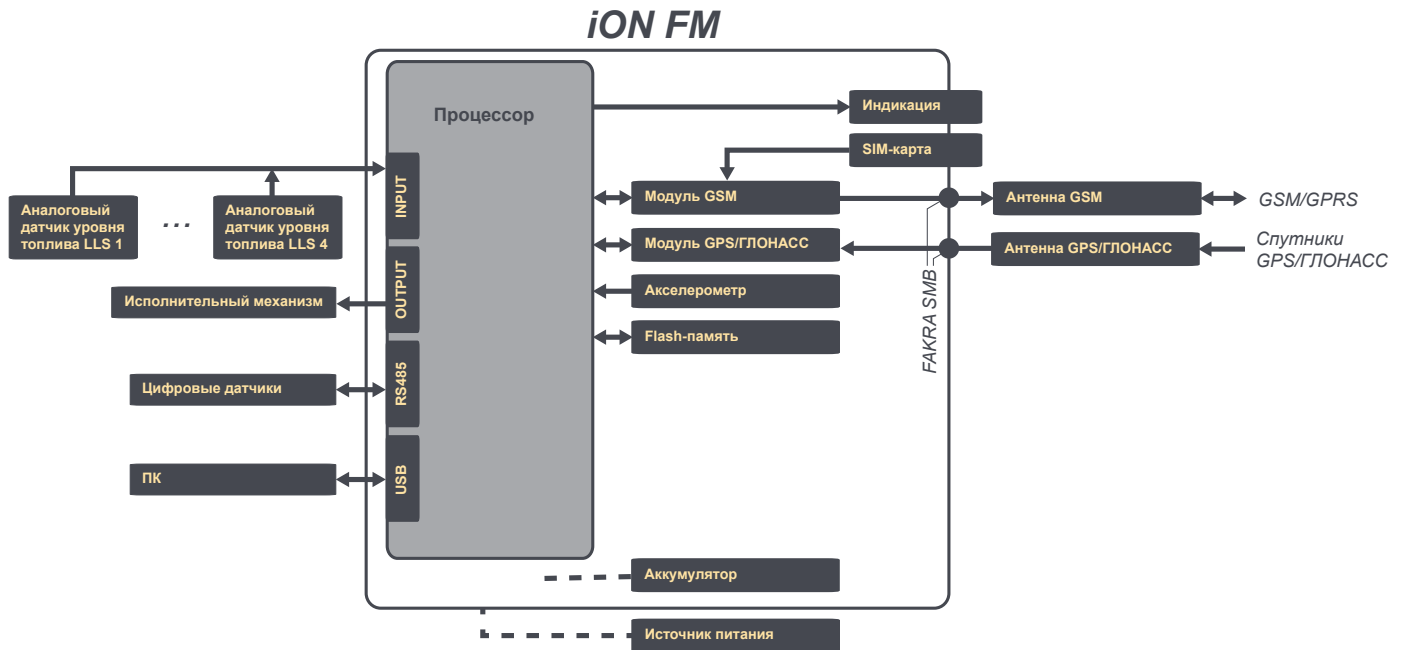 iON FM
Процессор
Индикация
SIM-карта
INPUT
Модуль GSM
Антенна GSM
GSM/GPRS
Аналоговый
датчик уровня
топлива LLS 1
...
Аналоговый
датчик уровня
топлива LLS 4
Модуль GPS/ГЛОНАСС
Антенна GPS/ГЛОНАСС
Спутники
GPS/ГЛОНАСС
OUTPUT
Исполнительный механизм
Акселерометр
FAKRA SMB
Flash-память
Цифровые датчики
RS485
ПК
USB
Аккумулятор
Источник питания